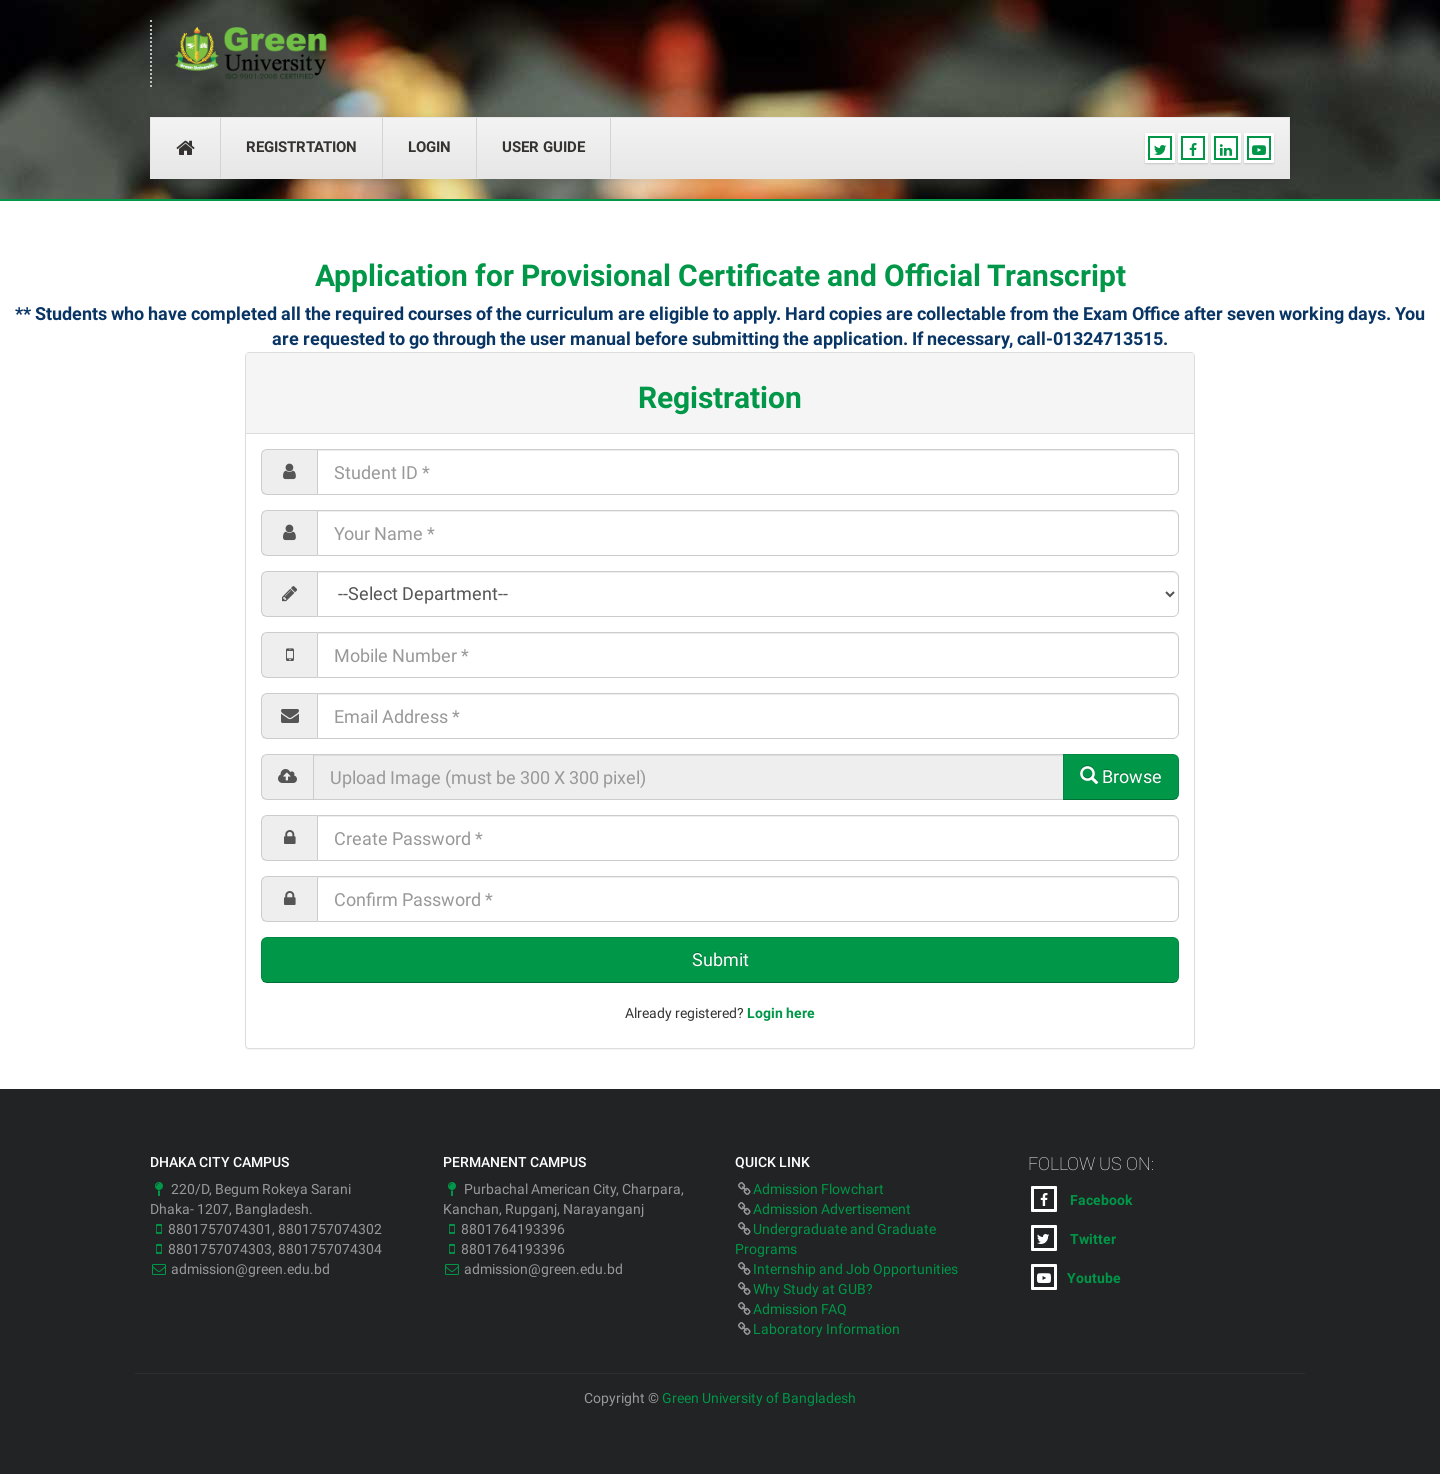 Green
University
ISO 9001:2008 CERTIFIED
REGISTRTATION
LOGIN
USER GUIDE
Application for Provisional Certificate and Official Transcript
** Students who have completed all the required courses of the curriculum are eligible to apply. Hard copies are collectable from the Exam Office after seven working days. You
are requested to go through the user manual before submitting the application. If necessary, call-01324713515.
Registration
Student ID *
Your Name *
--Select Department--
Mobile Number *
Email Address *
Upload Image (must be 300 X 300 pixel)
Browse
Create Password *
Confirm Password *
Submit
Already registered? Login here
DHAKA CITY CAMPUS
220/D, Begum Rokeya Sarani
Dhaka- 1207, Bangladesh.
8801757074301, 8801757074302
8801757074303, 8801757074304
admission@green.edu.bd
PERMANENT CAMPUS
Purbachal American City, Charpara,
Kanchan, Rupganj, Narayanganj
8801764193396
8801764193396
admission@green.edu.bd
QUICK LINK
Admission Flowchart
Admission Advertisement
Undergraduate and Graduate
Programs
Internship and Job Opportunities
Why Study at GUB?
Admission FAQ
Laboratory Information
FOLLOW US ON:
Facebook
Twitter
Youtube
Copyright © Green University of Bangladesh